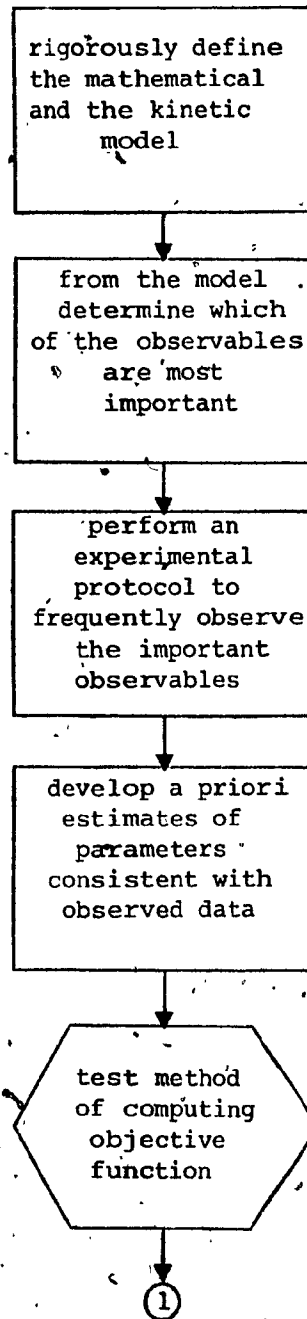 rigorously define
the mathematical
and the kinetic
model
from the model
determine which
of the observables
are most
important
perform an
experimental
protocol to
frequently observe
the important
observables
develop a priori
estimates of
parameters
consistent with
observed data
test method
of computing
objective
function
1